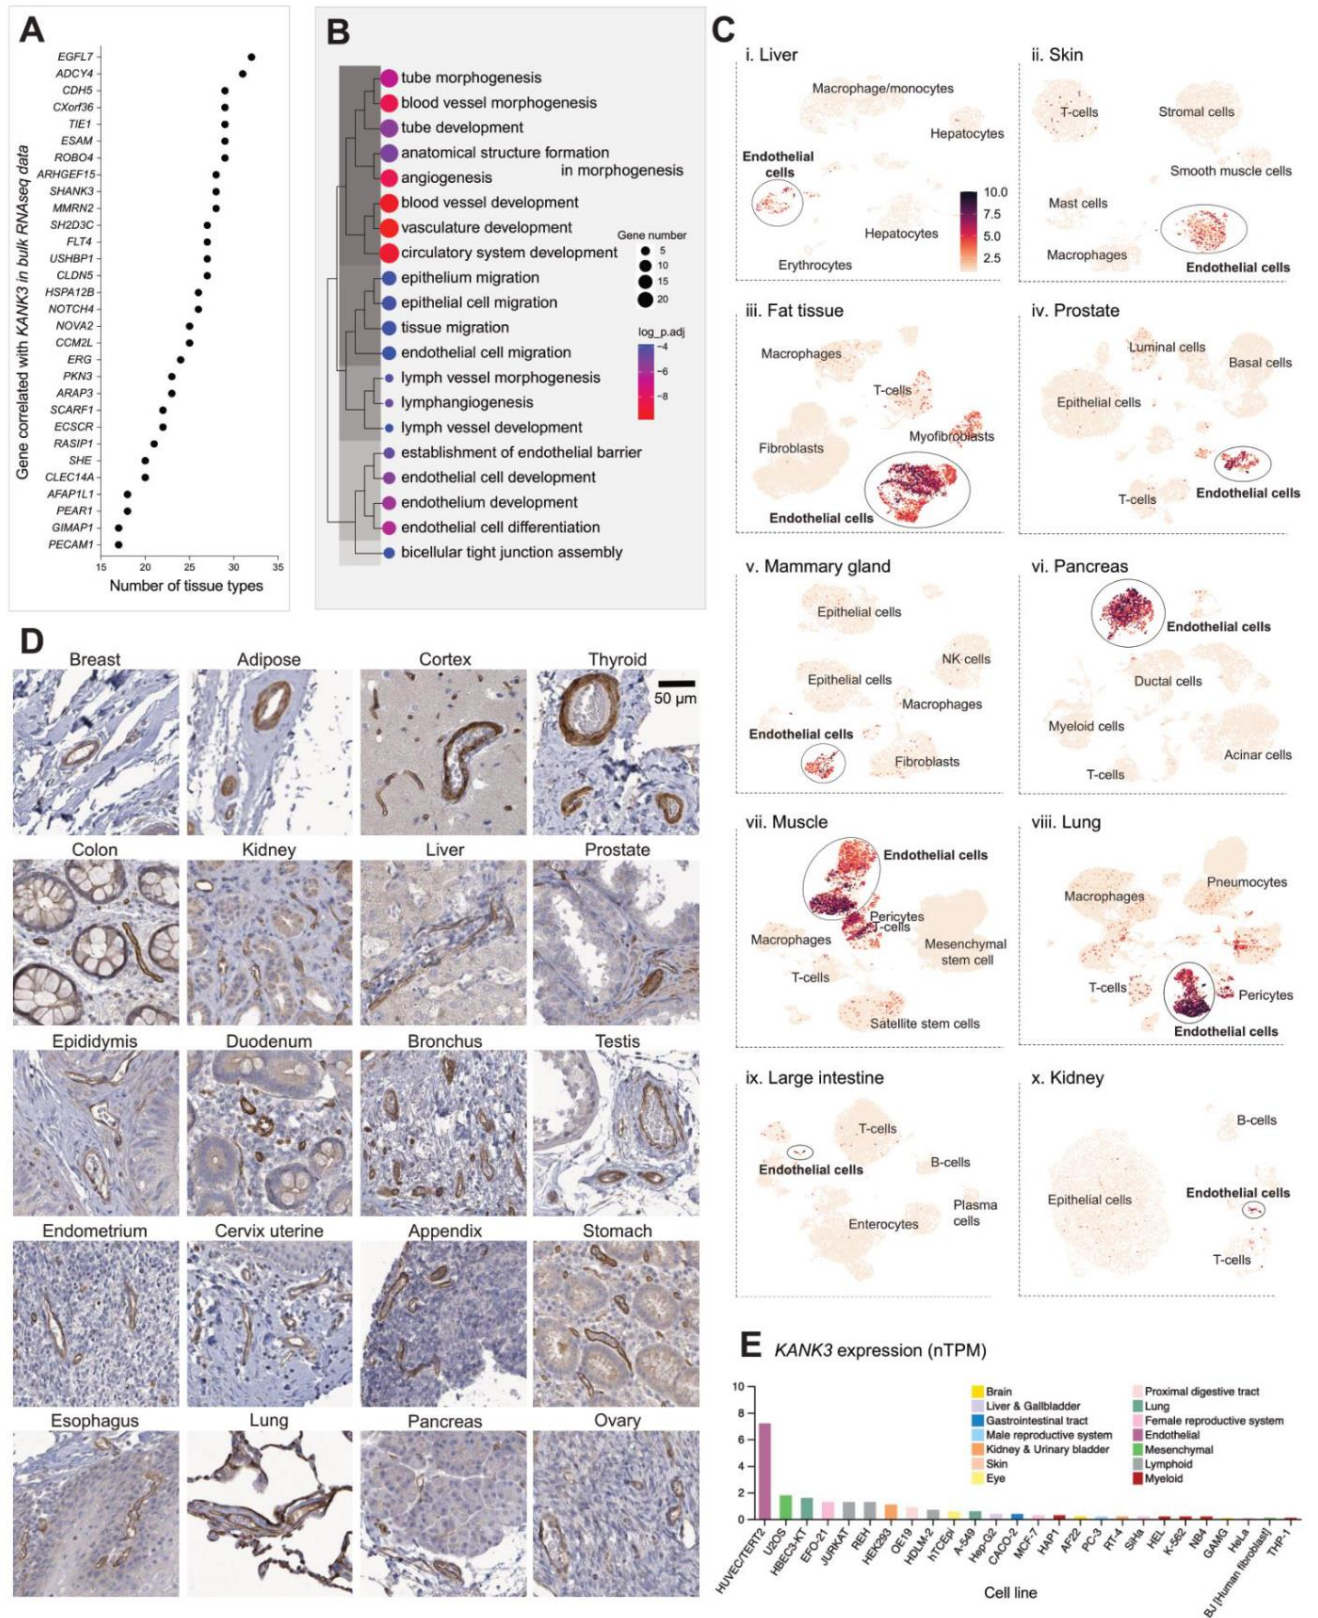 A
EGFL7
ADCY4
CDH5
CXorf36
TIE1
ESAM
ROBO4
ARHGEF15
SHANK3
MMRN2
SH2D3C
FLT4
USHBP1
CLDN5
HSPA12B
NOTCH4
NOVA2
CCM2L
ERG
PKN3
ARAP3
SCARF1
ECSCR
RASIP1
SHE
CLEC14A
AFAP1L1
PEAR1
GIMAP1
PECAM1
Gene correlated with KANK3 in bulk RNAseq data
15 20 25 30 35
Number of tissue types
B
tube morphogenesis
blood vessel morphogenesis
tube development
anatomical structure formation
in morphogenesis
angiogenesis
blood vessel development
vasculature development
circulatory system development
epithelium migration
epithelial cell migration
tissue migration
endothelial cell migration
lymph vessel morphogenesis
lymphangiogenesis
lymph vessel development
establishment of endothelial barrier
endothelial cell development
endothelium development
endothelial cell differentiation
bicellular tight junction assembly
Gene number
5
10
15
20
log_p.adj
−4
−6
−8
C
i. Liver
Macrophage/monocytes
Hepatocytes
Endothelial
cells
Hepatocytes
Erythrocytes
10.0
7.5
5.0
2.5
ii. Skin
T-cells
Stromal cells
Smooth muscle cells
Mast cells
Macrophages
Endothelial cells
iii. Fat tissue
Macrophages
T-cells
Myofibroblasts
Fibroblasts
Endothelial cells
iv. Prostate
Luminal cells
Basal cells
Epithelial cells
T-cells
Endothelial cells
v. Mammary gland
Epithelial cells
NK cells
Epithelial cells
Macrophages
Endothelial cells
Fibroblasts
vi. Pancreas
Endothelial cells
Ductal cells
Myeloid cells
Acinar cells
T-cells
vii. Muscle
Endothelial cells
Pericytes
T-cells
Macrophages
Mesenchymal
stem cell
T-cells
Satellite stem cells
viii. Lung
Macrophages
Pneumocytes
T-cells
Pericytes
Endothelial cells
ix. Large intestine
T-cells
Endothelial cells
B-cells
Plasma
cells
Enterocytes
x. Kidney
B-cells
Epithelial cells
Endothelial cells
T-cells
D
Breast Adipose Cortex Thyroid
50 µm
Colon Kidney Liver Prostate
Epididymis Duodenum Bronchus Testis
Endometrium Cervix uterine Appendix Stomach
Esophagus Lung Pancreas Ovary
E
KANK3 expression (nTPM)
10
8
6
4
2
0
Brain
Liver & Gallbladder
Gastrointestinal tract
Male reproductive system
Kidney & Urinary bladder
Skin
Eye
Proximal digestive tract
Lung
Female reproductive system
Endothelial
Mesenchymal
Lymphoid
Myeloid
HUVEC/TERT2
U2OS
HBEC3-KT
EFO-21
JURKAT
REH
HEK293
OE19
HDLM-2
hTCEpi
A-549
Hep-G2
CACO-2
MCF-7
HAP1
AF22
PC-3
RT-4
SiHa
HEL
K-562
NB4
GAMG
HeLa
BJ [Human fibroblast]
THP-1
Cell line